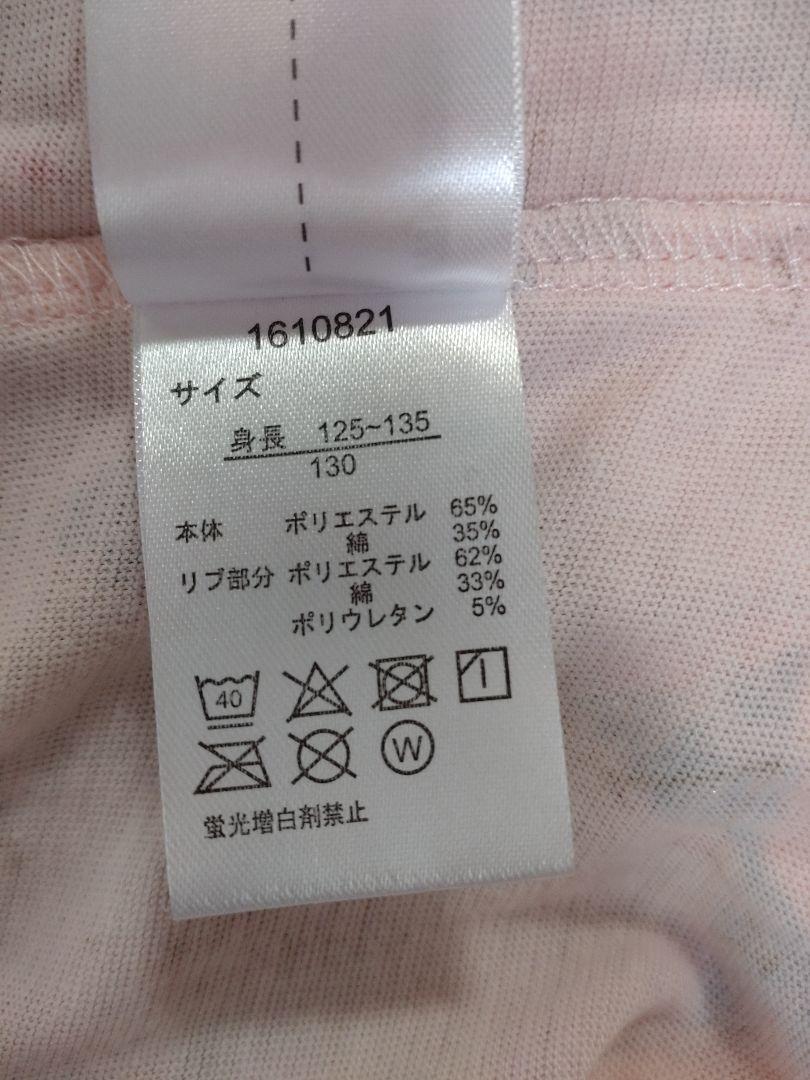 1610821
サイズ
身長 125~135
130
本体 ポリエステル 65%
綿 35%
リブ部分 ポリエステル 62%
綿 33%
ポリウレタン 5%
40
W
蛍光増白剤禁止